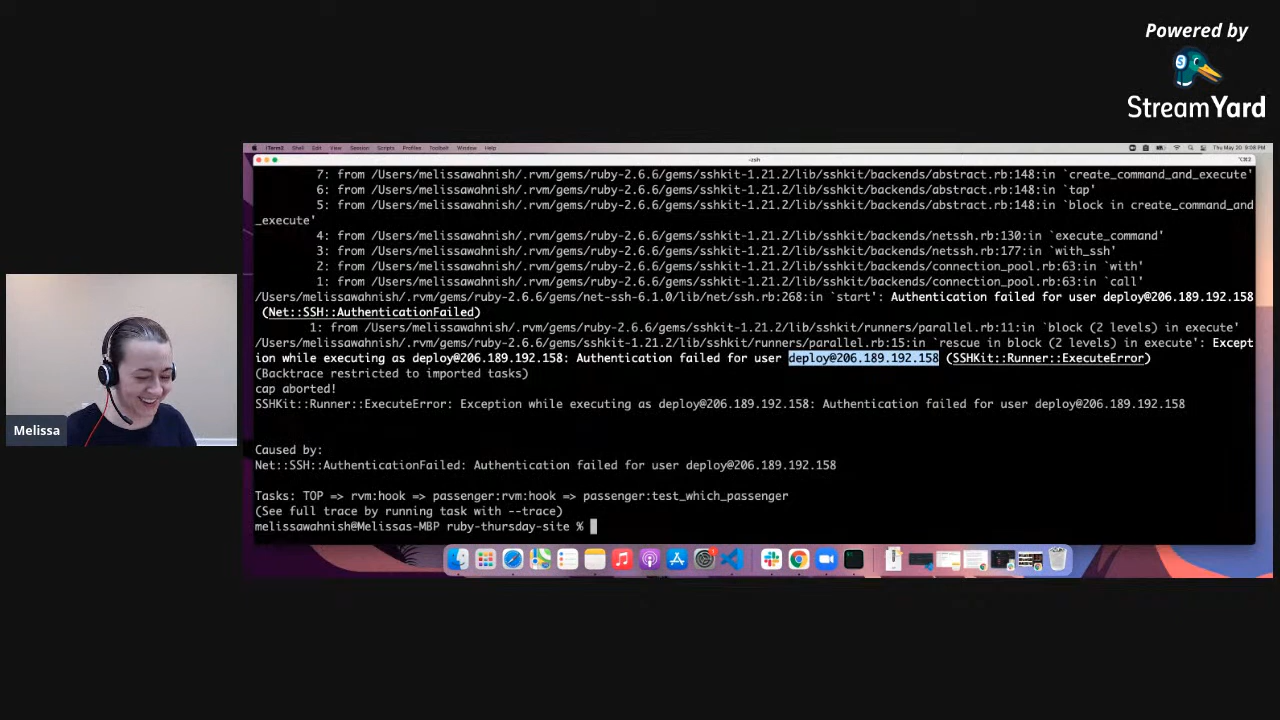 Powered by
StreamYard
iTerm2 Shell Edit View Session Scripts Profiles Toolbelt Window Help
Thu May 20 9:08 PM
-zsh
7: from /Users/melissawahnish/.rvm/gems/ruby-2.6.6/gems/sshkit-1.21.2/lib/sshkit/backends/abstract.rb:148:in `create_command_and_execute'
6: from /Users/melissawahnish/.rvm/gems/ruby-2.6.6/gems/sshkit-1.21.2/lib/sshkit/backends/abstract.rb:148:in `tap'
5: from /Users/melissawahnish/.rvm/gems/ruby-2.6.6/gems/sshkit-1.21.2/lib/sshkit/backends/abstract.rb:148:in `block in create_command_and
_execute'
4: from /Users/melissawahnish/.rvm/gems/ruby-2.6.6/gems/sshkit-1.21.2/lib/sshkit/backends/netssh.rb:130:in `execute_command'
3: from /Users/melissawahnish/.rvm/gems/ruby-2.6.6/gems/sshkit-1.21.2/lib/sshkit/backends/netssh.rb:177:in `with_ssh'
2: from /Users/melissawahnish/.rvm/gems/ruby-2.6.6/gems/sshkit-1.21.2/lib/sshkit/backends/connection_pool.rb:63:in `with'
1: from /Users/melissawahnish/.rvm/gems/ruby-2.6.6/gems/sshkit-1.21.2/lib/sshkit/backends/connection_pool.rb:63:in `call'
/Users/melissawahnish/.rvm/gems/ruby-2.6.6/gems/net-ssh-6.1.0/lib/net/ssh.rb:268:in `start': Authentication failed for user deploy@206.189.192.158
(Net::SSH::AuthenticationFailed)
1: from /Users/melissawahnish/.rvm/gems/ruby-2.6.6/gems/sshkit-1.21.2/lib/sshkit/runners/parallel.rb:11:in `block (2 levels) in execute'
/Users/melissawahnish/.rvm/gems/ruby-2.6.6/gems/sshkit-1.21.2/lib/sshkit/runners/parallel.rb:15:in `rescue in block (2 levels) in execute': Except
ion while executing as deploy@206.189.192.158: Authentication failed for user deploy@206.189.192.158 (SSHKit::Runner::ExecuteError)
(Backtrace restricted to imported tasks)
cap aborted!
SSHKit::Runner::ExecuteError: Exception while executing as deploy@206.189.192.158: Authentication failed for user deploy@206.189.192.158
Caused by:
Net::SSH::AuthenticationFailed: Authentication failed for user deploy@206.189.192.158
Tasks: TOP => rvm:hook => passenger:rvm:hook => passenger:test_which_passenger
(See full trace by running task with --trace)
melissawahnish@Melissas-MBP ruby-thursday-site %
Melissa